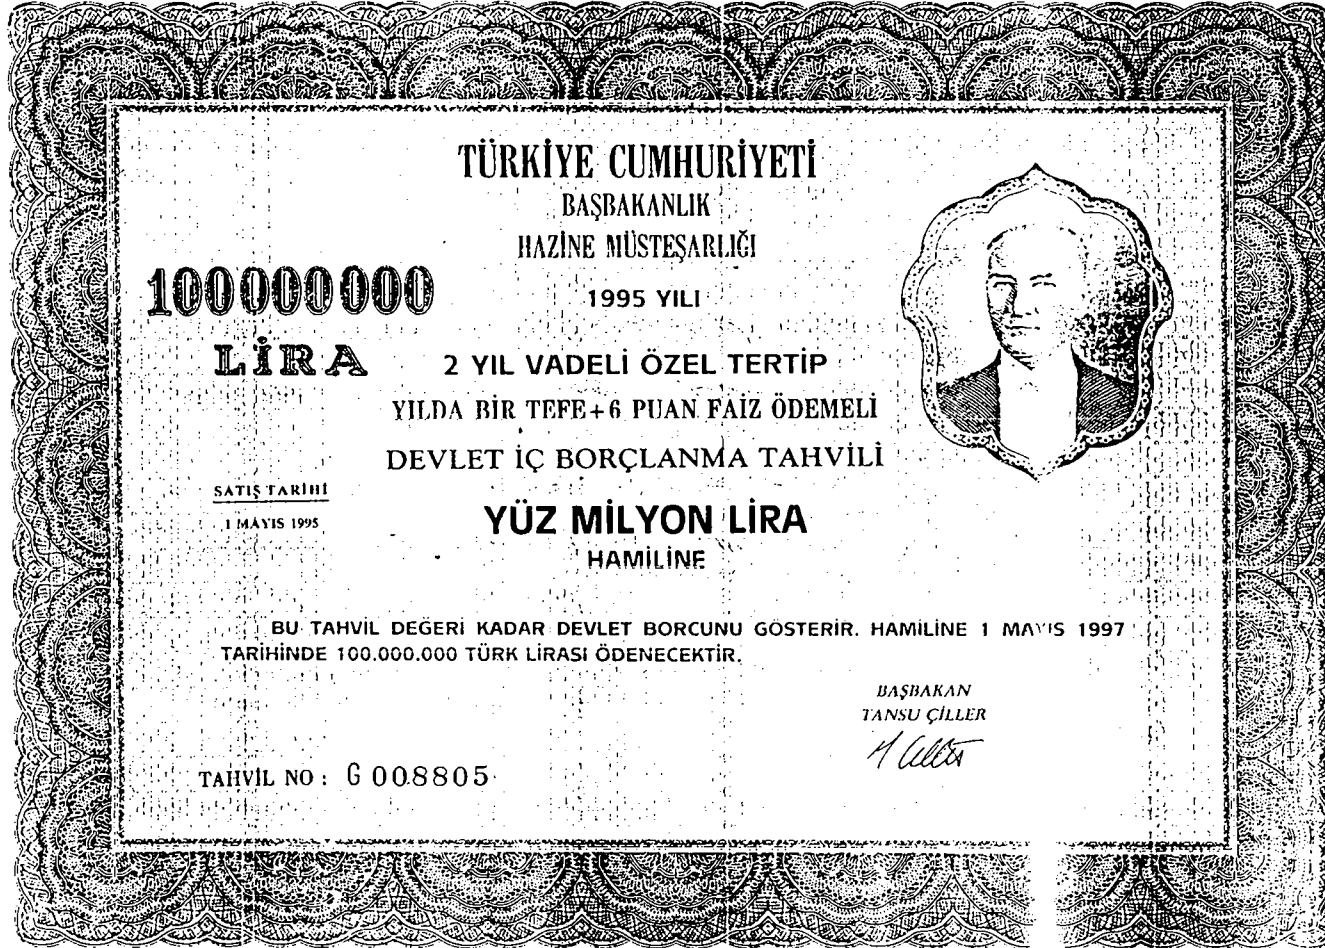 TÜRKİYE CUMHURİYETİ
BAŞBAKANLIK
HAZİNE MÜSTEŞARLIĞI
100000000
LİRA
1995 YILI
2 YIL VADELİ ÖZEL TERTİP
YILDA BİR TEFE+6 PUAN FAİZ ÖDEMELİ
DEVLET İÇ BORÇLANMA TAHVİLİ
SATIŞ TARİHİ
1 MAYIS 1995
YÜZ MİLYON LİRA
HAMİLİNE
BU TAHVİL DEĞERİ KADAR DEVLET BORCUNU GÖSTERİR. HAMİLİNE 1 MAYIS 1997
TARİHİNDE 100.000.000 TÜRK LİRASI ÖDENECEKTİR.
BAŞBAKAN
TANSU ÇİLLER
TAHVİL NO : G 008805